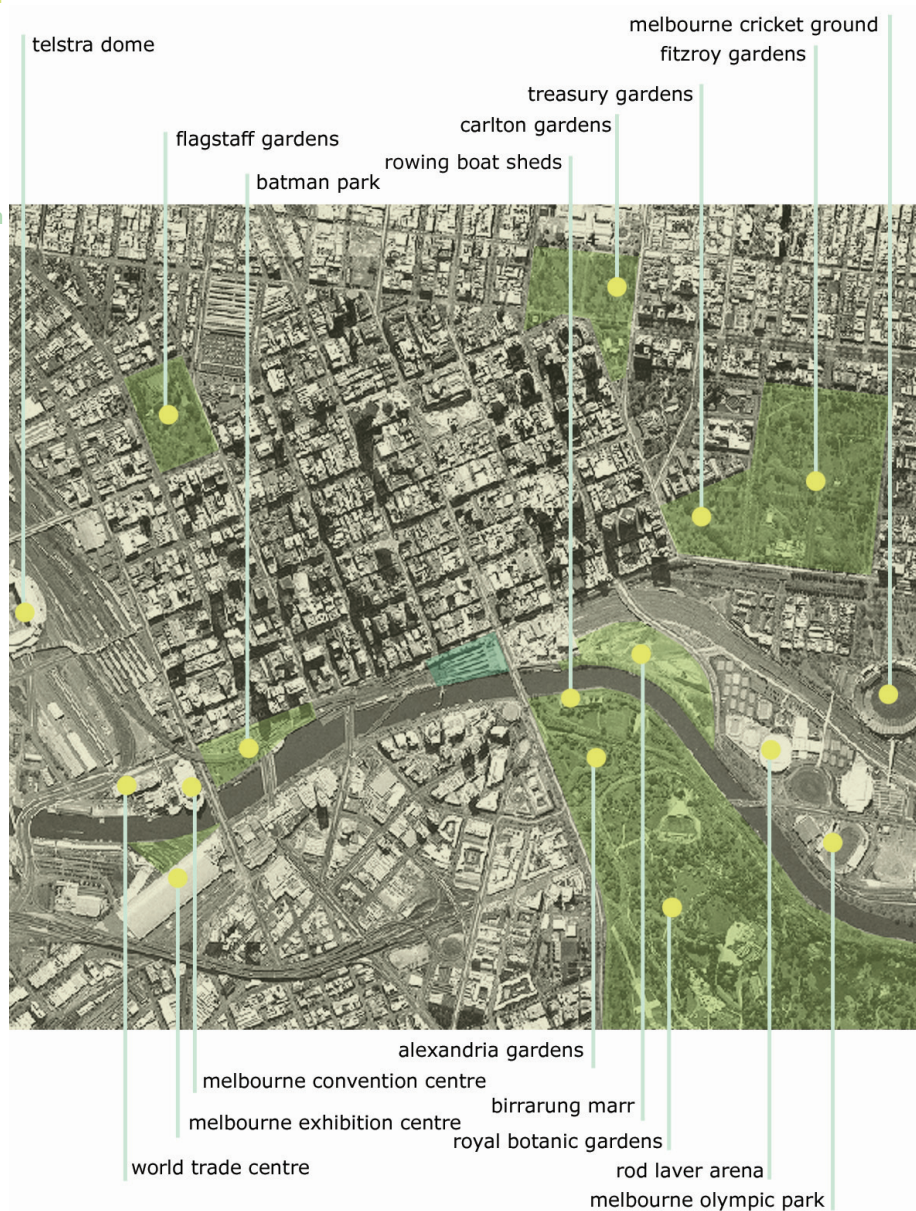 melbourne cricket ground
telstra dome
fitzroy gardens
treasury gardens
carlton gardens
flagstaff gardens
rowing boat sheds
batman park
alexandria gardens
melbourne convention centre
birrarung marr
melbourne exhibition centre
royal botanic gardens
world trade centre
rod laver arena
melbourne olympic park